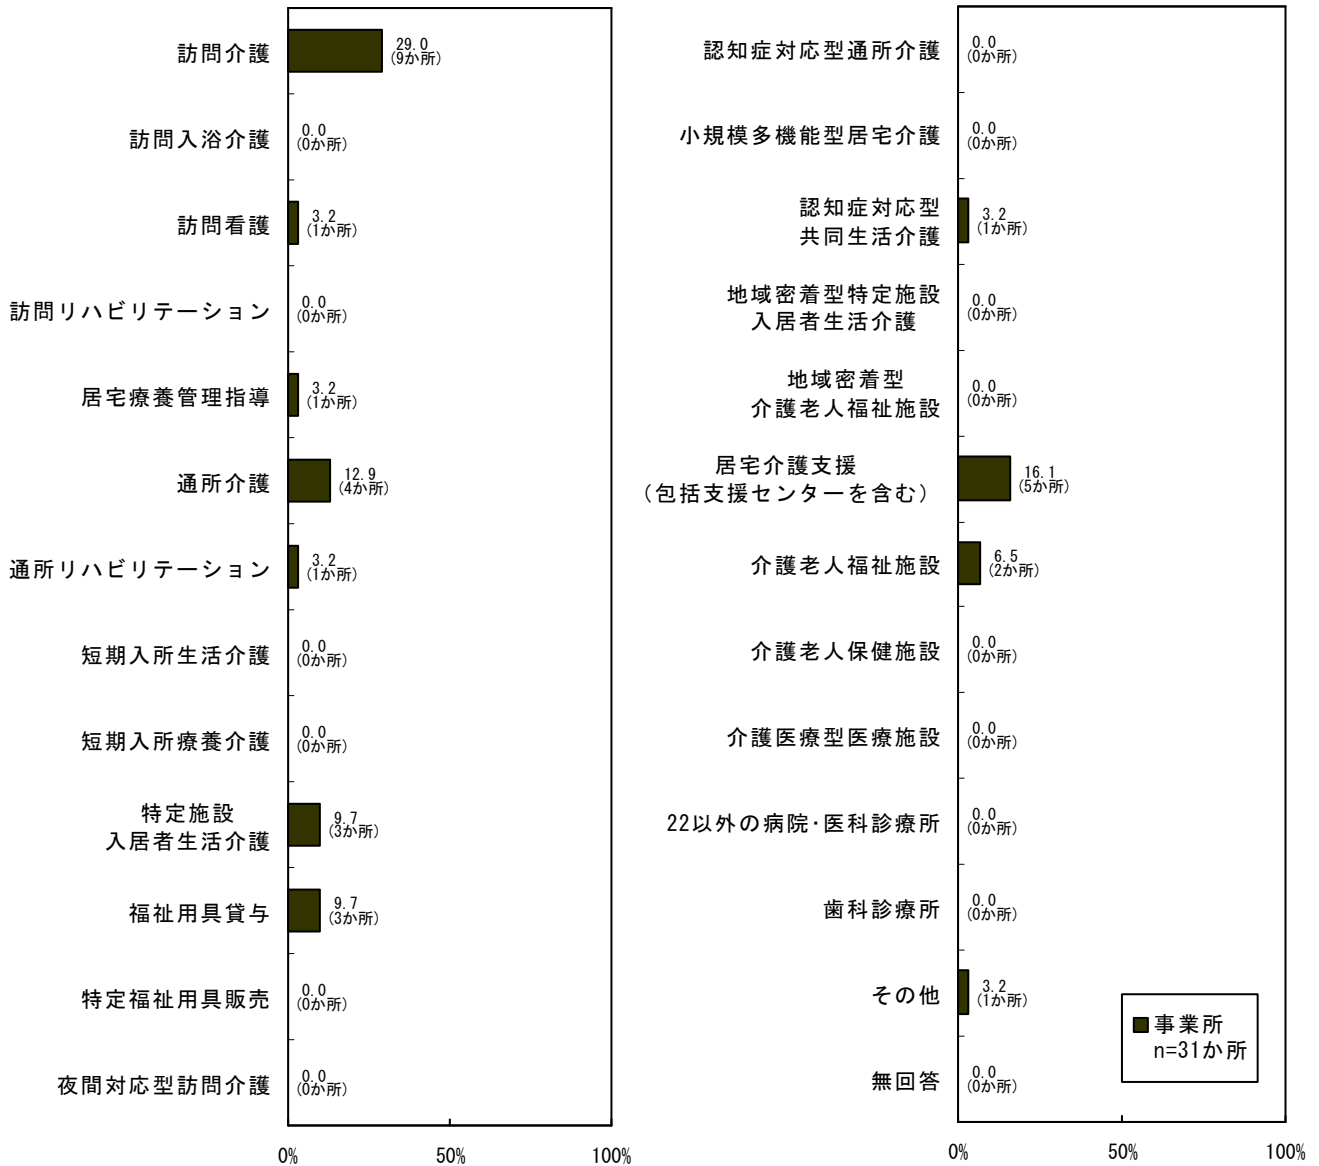 訪問介護
29.0
(9か所)
訪問入浴介護
0.0
(0か所)
訪問看護
3.2
(1か所)
訪問リハビリテーション
0.0
(0か所)
居宅療養管理指導
3.2
(1か所)
通所介護
12.9
(4か所)
通所リハビリテーション
3.2
(1か所)
短期入所生活介護
0.0
(0か所)
短期入所療養介護
0.0
(0か所)
特定施設
入居者生活介護
9.7
(3か所)
福祉用具貸与
9.7
(3か所)
特定福祉用具販売
0.0
(0か所)
夜間対応型訪問介護
0.0
(0か所)
0%
50%
100%
認知症対応型通所介護
0.0
(0か所)
小規模多機能型居宅介護
0.0
(0か所)
認知症対応型
共同生活介護
3.2
(1か所)
地域密着型特定施設
入居者生活介護
0.0
(0か所)
地域密着型
介護老人福祉施設
0.0
(0か所)
居宅介護支援
(包括支援センターを含む)
16.1
(5か所)
介護老人福祉施設
6.5
(2か所)
介護老人保健施設
0.0
(0か所)
介護医療型医療施設
0.0
(0か所)
22以外の病院・医科診療所
0.0
(0か所)
歯科診療所
0.0
(0か所)
その他
3.2
(1か所)
無回答
0.0
(0か所)
事業所
n=31か所
0%
50%
100%